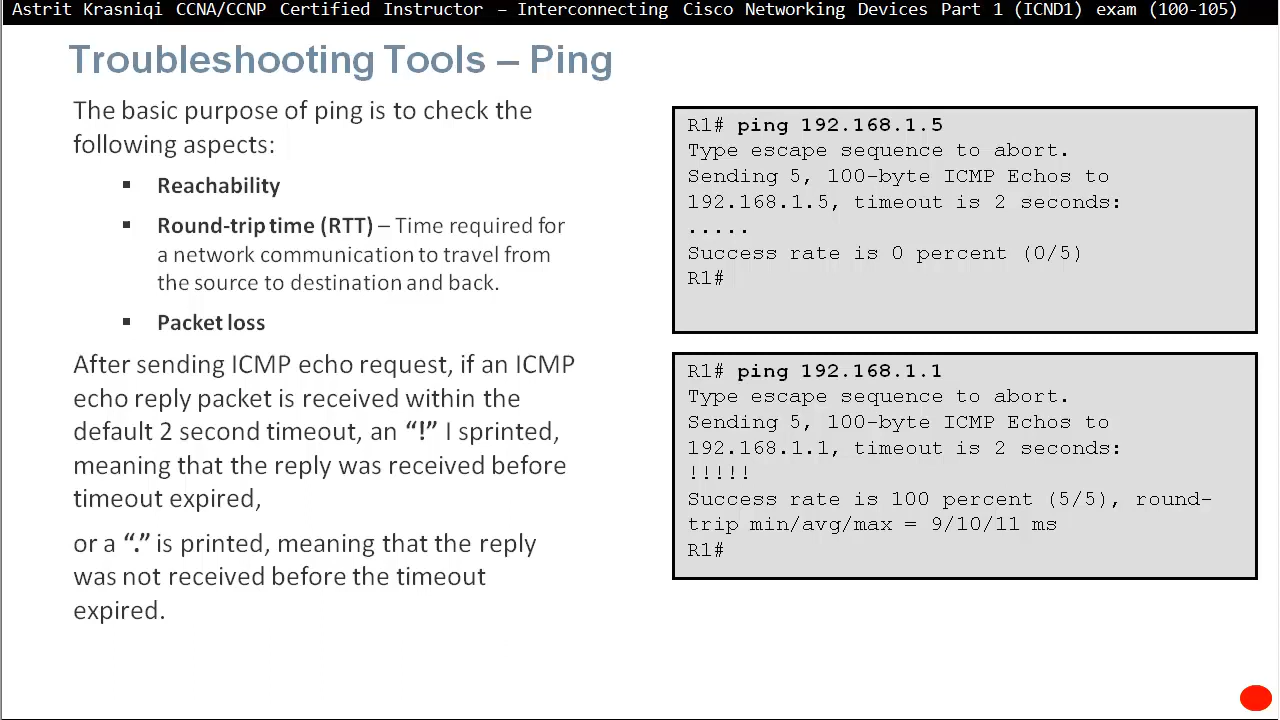 Astrit Krasniqi CCNA/CCNP Certified Instructor – Interconnecting Cisco Networking Devices Part 1 (ICND1) exam (100-105)
Troubleshooting Tools – Ping
The basic purpose of ping is to check the
following aspects:
▪ Reachability
▪ Round-trip time (RTT) – Time required for
a network communication to travel from
the source to destination and back.
▪ Packet loss
After sending ICMP echo request, if an ICMP
echo reply packet is received within the
default 2 second timeout, an “!” I sprinted,
meaning that the reply was received before
timeout expired,
or a “.” is printed, meaning that the reply
was not received before the timeout
expired.
R1# ping 192.168.1.5
Type escape sequence to abort.
Sending 5, 100-byte ICMP Echos to
192.168.1.5, timeout is 2 seconds:
.....
Success rate is 0 percent (0/5)
R1#
R1# ping 192.168.1.1
Type escape sequence to abort.
Sending 5, 100-byte ICMP Echos to
192.168.1.1, timeout is 2 seconds:
!!!!!
Success rate is 100 percent (5/5), round-
trip min/avg/max = 9/10/11 ms
R1#